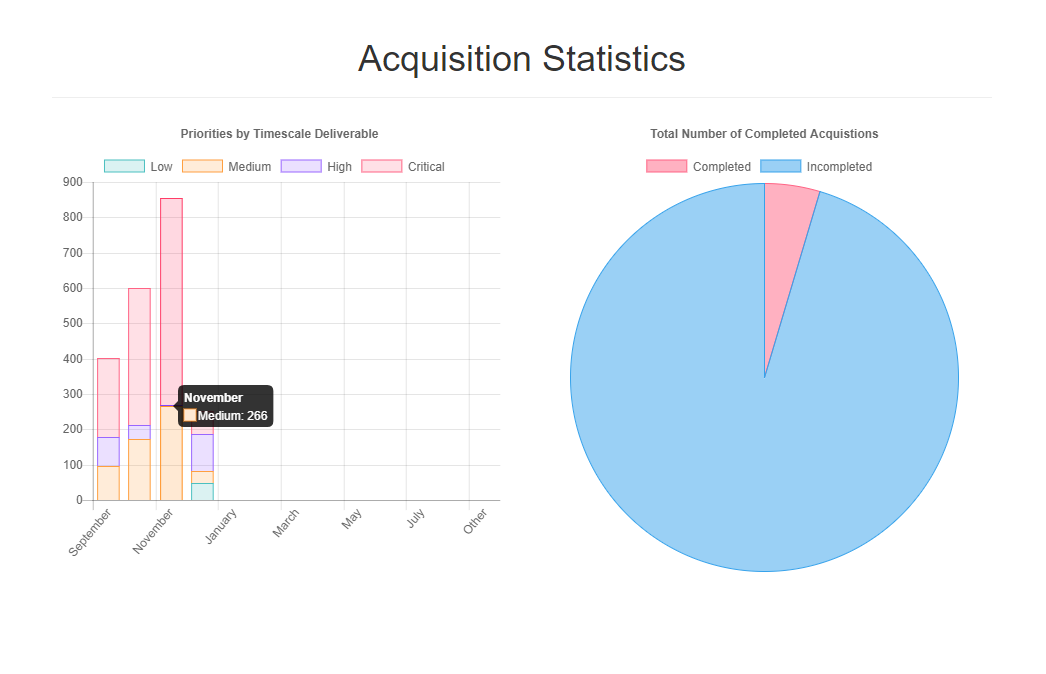 Acquisition Statistics
Priorities by Timescale Deliverable
Low Medium High Critical
900
800
700
600
500
400
300
200
100
0
November
Medium: 266
September November January March May July Other
Total Number of Completed Acquistions
Completed Incompleted